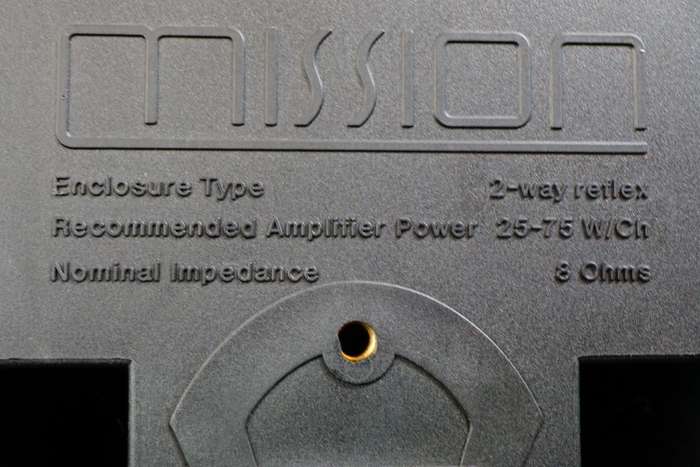 mission
Enclosure Type 2-way reflex
Recommended Amplifier Power 25-75 W/Ch
Nominal Impedance 8 Ohms